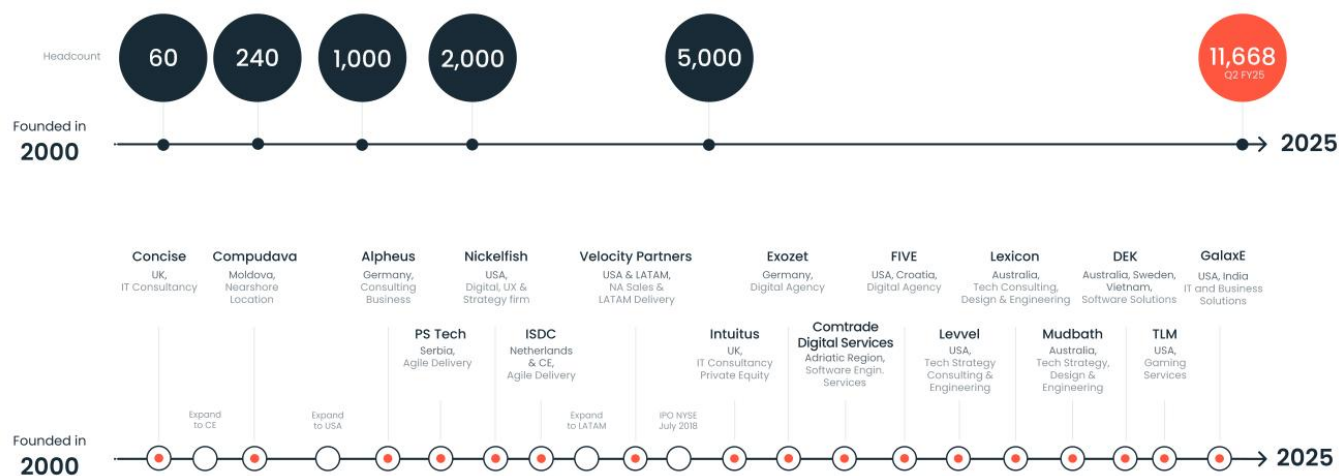 Headcount
60
240
1,000
2,000
5,000
11,668
Q2 FY25
Founded in
2000
2025
Concise
UK,
IT Consultancy
Compudava
Moldova,
Nearshore
Location
Alpheus
Germany,
Consulting
Business
Nickelfish
USA,
Digital, UX &
Strategy firm
Velocity Partners
USA & LATAM,
NA Sales &
LATAM Delivery
Exozet
Germany,
Digital Agency
FIVE
USA, Croatia,
Digital Agency
Lexicon
Australia,
Tech Consulting,
Design & Engineering
DEK
Australia, Sweden,
Vietnam,
Software Solutions
GalaxE
USA, India
IT and Business
Solutions
PS Tech
Serbia,
Agile Delivery
ISDC
Netherlands
& CE,
Agile Delivery
Intuitus
UK,
IT Consultancy
Private Equity
Comtrade
Digital Services
Adriatic Region,
Software Engin.
Services
Levvel
USA,
Tech Strategy
Consulting &
Engineering
Mudbath
Australia,
Tech Strategy,
Design &
Engineering
TLM
USA,
Gaming
Services
Expand
to CE
Expand
to USA
Expand
to LATAM
IPO NYSE
July 2018
Founded in
2000
2025